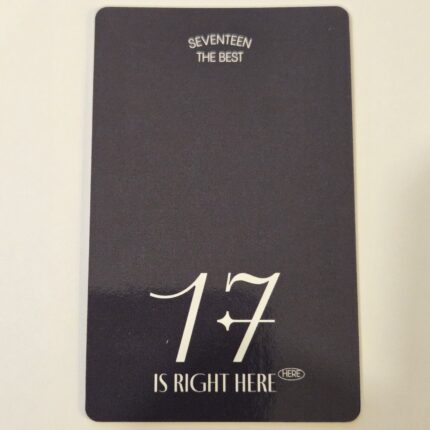 SEVENTEEN
THE BEST
17
IS RIGHT HERE HERE